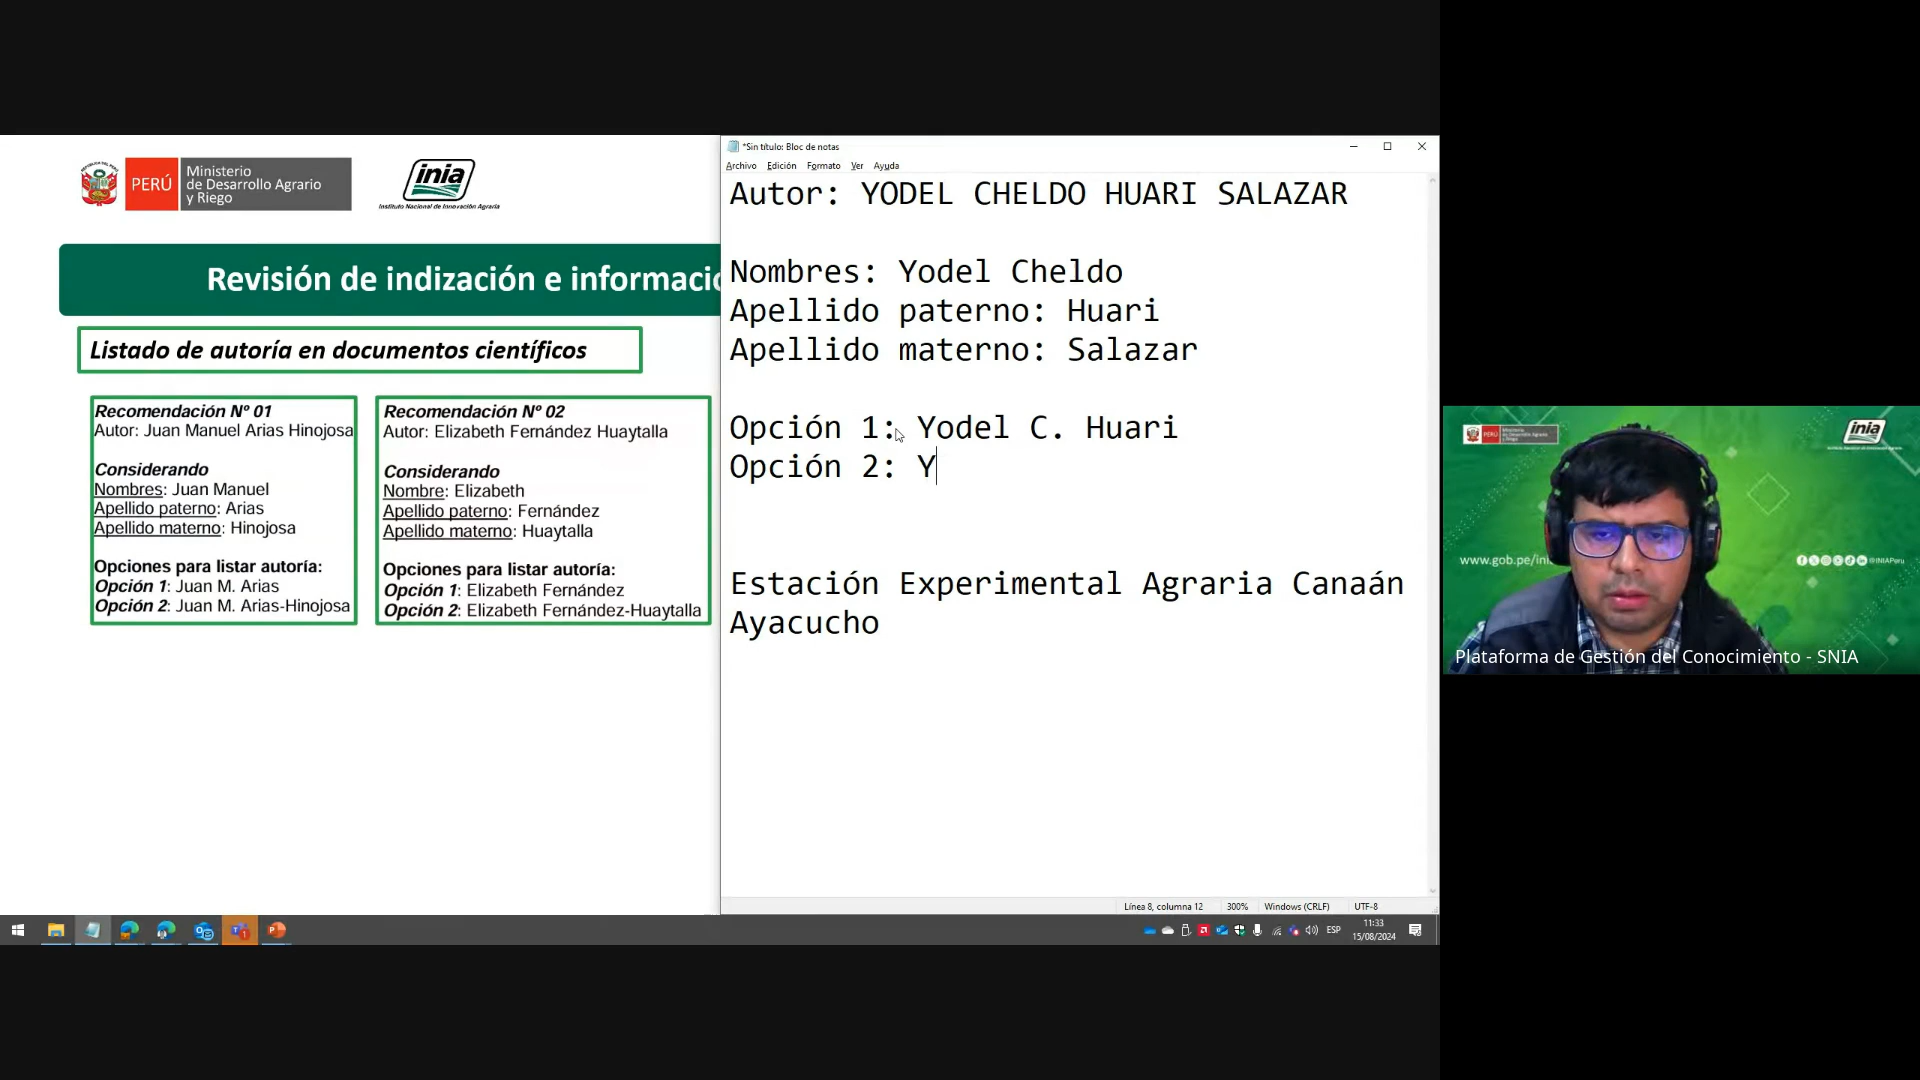 PERÚ
Ministerio
de Desarrollo Agrario
y Riego
inia
Instituto Nacional de Innovación Agraria
Revisión de indización e informació
Listado de autoría en documentos científicos
Recomendación Nº 01
Autor: Juan Manuel Arias Hinojosa
Considerando
Nombres: Juan Manuel
Apellido paterno: Arias
Apellido materno: Hinojosa
Opciones para listar autoría:
Opción 1: Juan M. Arias
Opción 2: Juan M. Arias-Hinojosa
Recomendación Nº 02
Autor: Elizabeth Fernández Huaytalla
Considerando
Nombre: Elizabeth
Apellido paterno: Fernández
Apellido materno: Huaytalla
Opciones para listar autoría:
Opción 1: Elizabeth Fernández
Opción 2: Elizabeth Fernández-Huaytalla
*Sin título: Bloc de notas
Archivo Edición Formato Ver Ayuda
Autor: YODEL CHELDO HUARI SALAZAR
Nombres: Yodel Cheldo
Apellido paterno: Huari
Apellido materno: Salazar
Opción 1: Yodel C. Huari
Opción 2: Y
Estación Experimental Agraria Canaán
Ayacucho
Línea 8, columna 12 300% Windows (CRLF) UTF-8
ESP
11:33
15/08/2024
PERÚ
inia
www.gob.pe/ini
@INIAPeru
Plataforma de Gestión del Conocimiento - SNIA